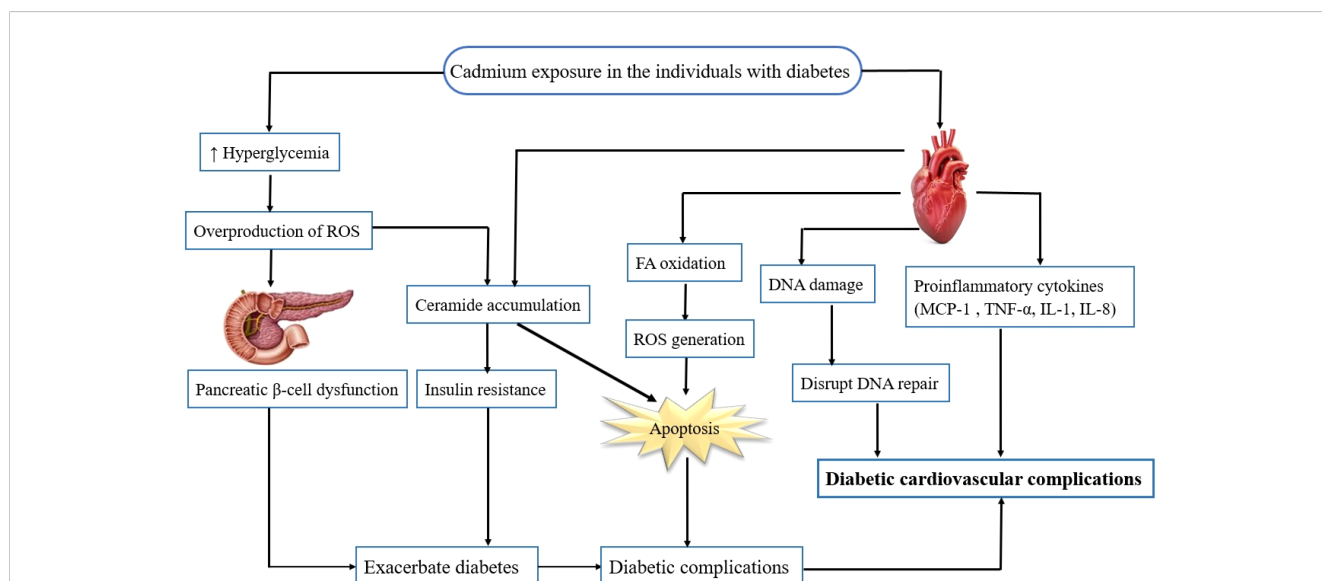 Cadmium exposure in the individuals with diabetes
↑ Hyperglycemia
Overproduction of ROS
FA oxidation
DNA damage
Proinflammatory cytokines
(MCP-1 , TNF-α, IL-1, IL-8)
Ceramide accumulation
ROS generation
Pancreatic β-cell dysfunction
Insulin resistance
Disrupt DNA repair
Apoptosis
Diabetic cardiovascular complications
Exacerbate diabetes
Diabetic complications